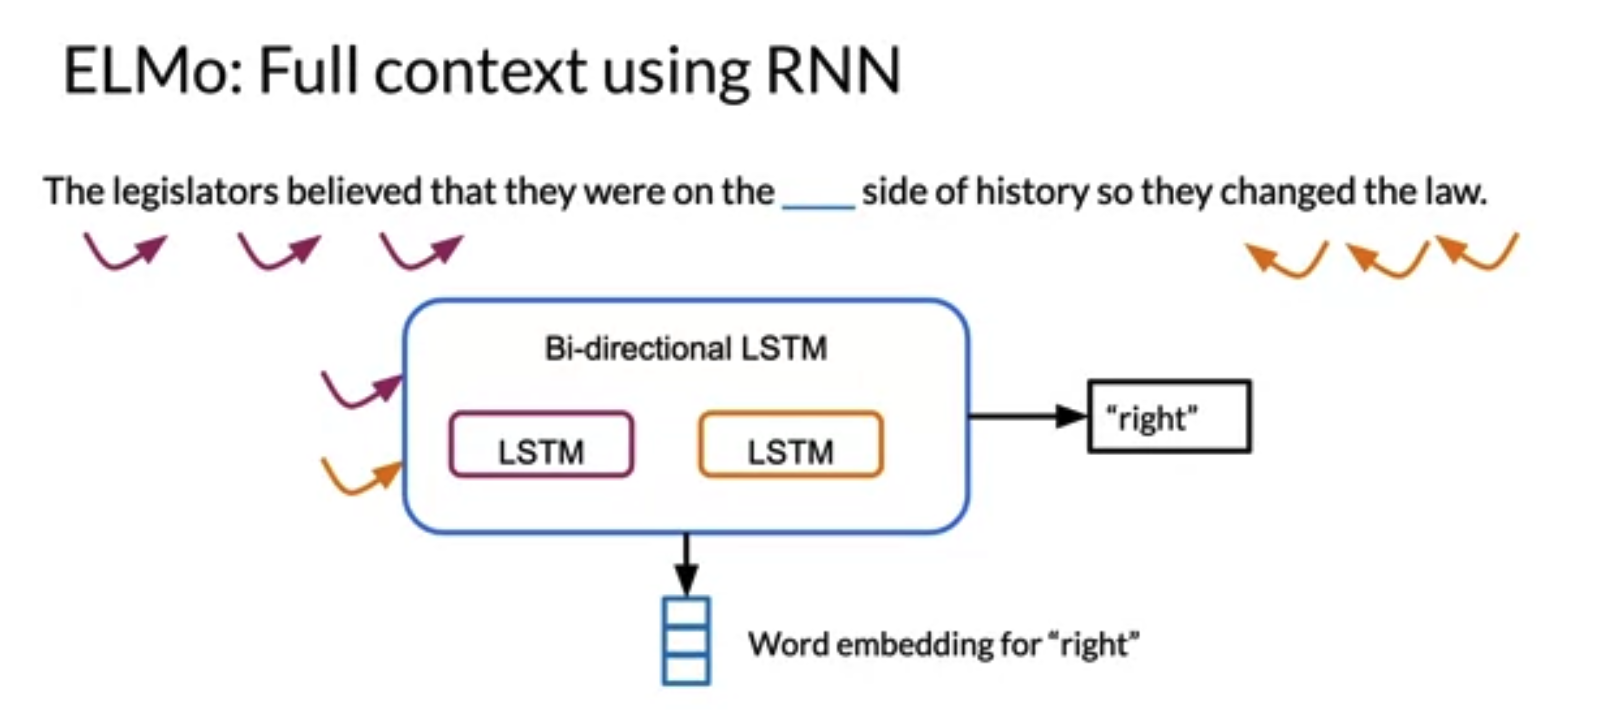 ELMo: Full context using RNN
The legislators believed that they were on the ____ side of history so they changed the law.
Bi-directional LSTM
LSTM
LSTM
“right”
Word embedding for “right”